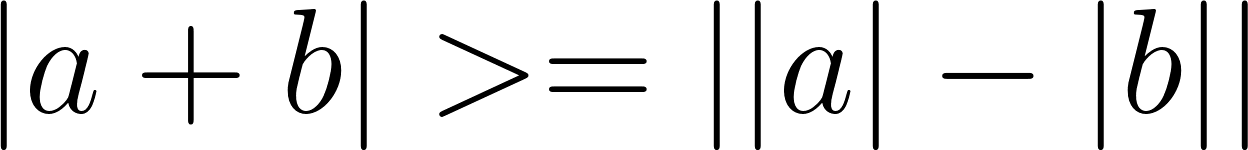 |a + b| >= ||a| − |b||